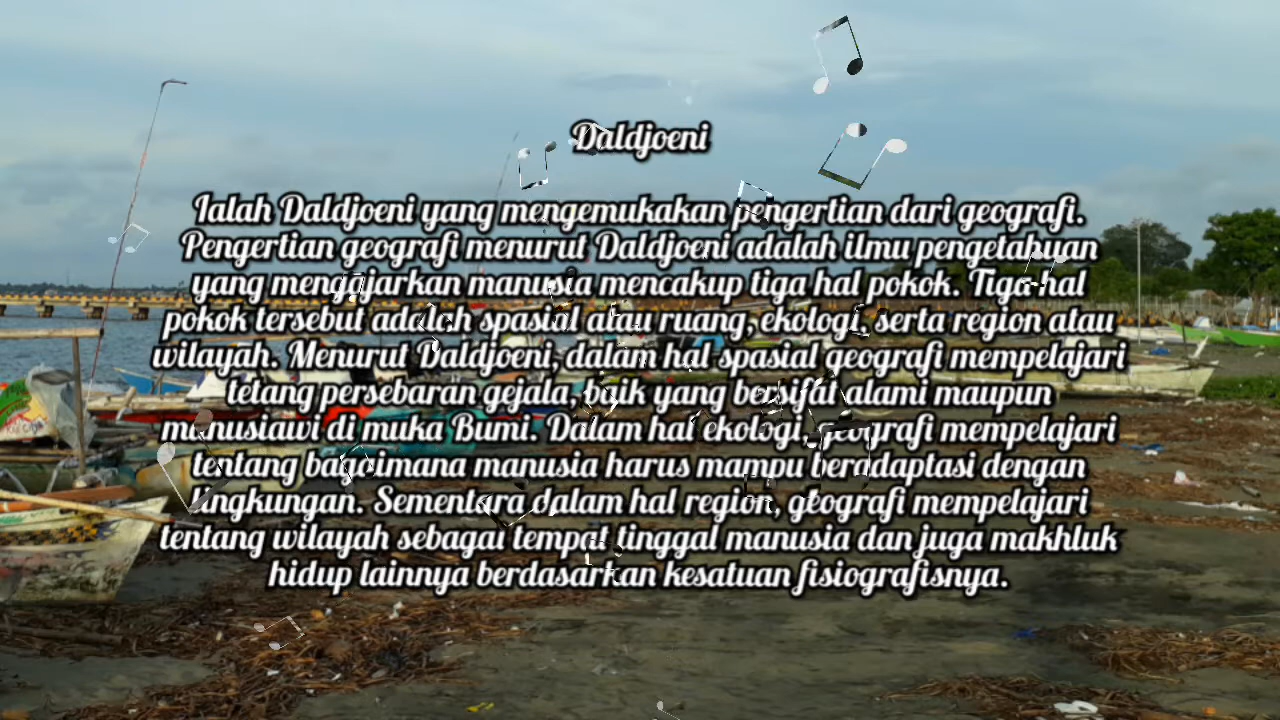 Daldjoeni
Ialah Daldjoeni yang mengemukakan pengertian dari geografi.
Pengertian geografi menurut Daldjoeni adalah ilmu pengetahuan
yang mengajarkan manusia mencakup tiga hal pokok. Tiga hal
pokok tersebut adalah spasial atau ruang, ekologi, serta region atau
wilayah. Menurut Daldjoeni, dalam hal spasial geografi mempelajari
tetang persebaran gejala, baik yang bersifat alami maupun
manusiawi di muka Bumi. Dalam hal ekologi, geografi mempelajari
tentang bagaimana manusia harus mampu beradaptasi dengan
lingkungan. Sementara dalam hal region, geografi mempelajari
tentang wilayah sebagai tempat tinggal manusia dan juga makhluk
hidup lainnya berdasarkan kesatuan fisiografisnya.